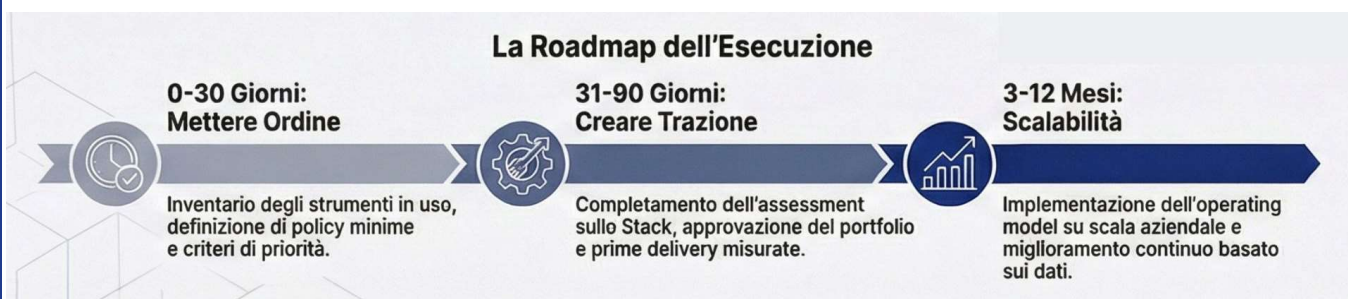 La Roadmap dell'Esecuzione
0-30 Giorni:
Mettere Ordine
Inventario degli strumenti in uso,
definizione di policy minime
e criteri di priorità.
31-90 Giorni:
Creare Trazione
Completamento dell'assessment
sullo Stack, approvazione del portfolio
e prime delivery misurate.
3-12 Mesi:
Scalabilità
Implementazione dell'operating
model su scala aziendale e
miglioramento continuo basato
sui dati.